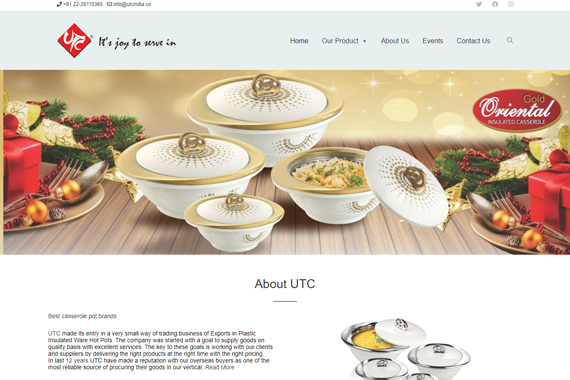 +91 22-26110365 info@utcindia.co
UTC
It's joy to serve in
Home Our Product About Us Events Contact Us
Gold
Oriental
INSULATED CASSEROLE
About UTC
Best casserole pot brands
UTC made its entry in a very small way of trading business of Exports in Plastic
Insulated Ware Hot Pots. The company was started with a goal to supply goods on
quality basis with excellent services. The key to these goals is working with our clients
and suppliers by delivering the right products at the right time with the right pricing.
In last 12 years UTC have made a reputation with our overseas buyers as one of the
most reliable source of procuring their goods in our vertical. Read More